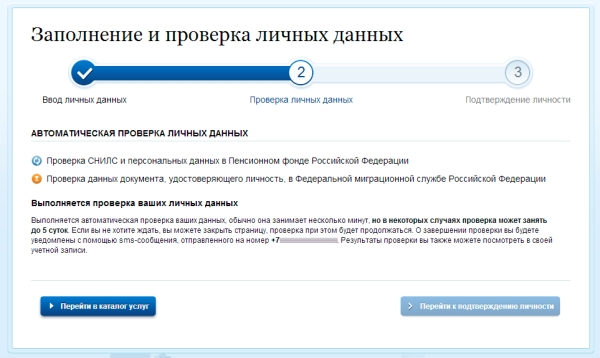 Заполнение и проверка личных данных
2
3
Ввод личных данных
Проверка личных данных
Подтверждение личности
АВТОМАТИЧЕСКАЯ ПРОВЕРКА ЛИЧНЫХ ДАННЫХ
Проверка СНИЛС и персональных данных в Пенсионном фонде Российской Федерации
Проверка данных документа, удостоверяющего личность, в Федеральной миграционной службе Российской Федерации
Выполняется проверка ваших личных данных
Выполняется автоматическая проверка ваших данных, обычно она занимает несколько минут, но в некоторых случаях проверка может занять
до 5 суток. Если вы не хотите ждать, вы можете закрыть страницу, проверка при этом будет продолжаться. О завершении проверки вы будете
уведомлены с помощью sms-сообщения, отправленного на номер +7. Результаты проверки вы также можете посмотреть в своей
учетной записи.
Перейти в каталог услуг
Перейти к подтверждению личности